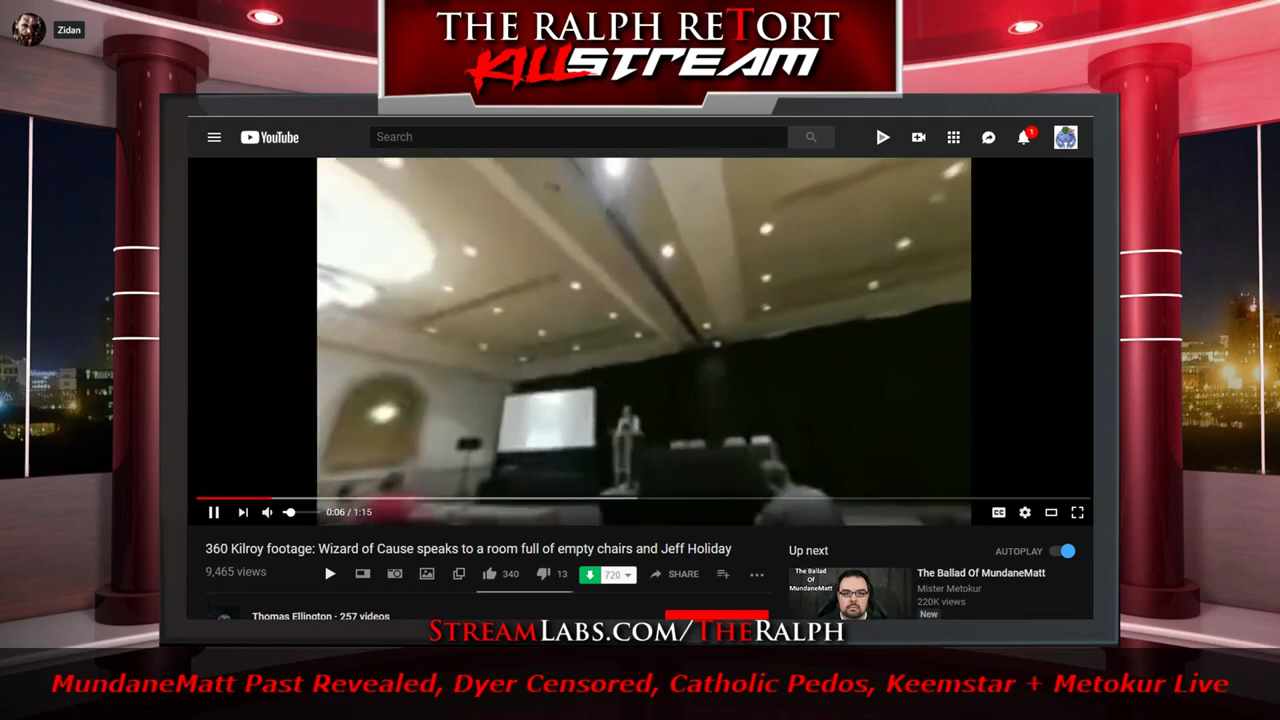 Zidan
THE RALPH RETORT
KILLSTREAM
YouTube
Search
1
0:06 / 1:15
CC
360 Kilroy footage: Wizard of Cause speaks to a room full of empty chairs and Jeff Holiday
9,465 views
340
13
720
SHARE
Up next
AUTOPLAY
The Ballad
Of
MundaneMatt
The Ballad Of MundaneMatt
Mister Metokur
220K views
New
Thomas Ellington · 257 videos
STREAMLABS.COM/THERALPH
MundaneMatt Past Revealed, Dyer Censored, Catholic Pedos, Keemstar + Metokur Live